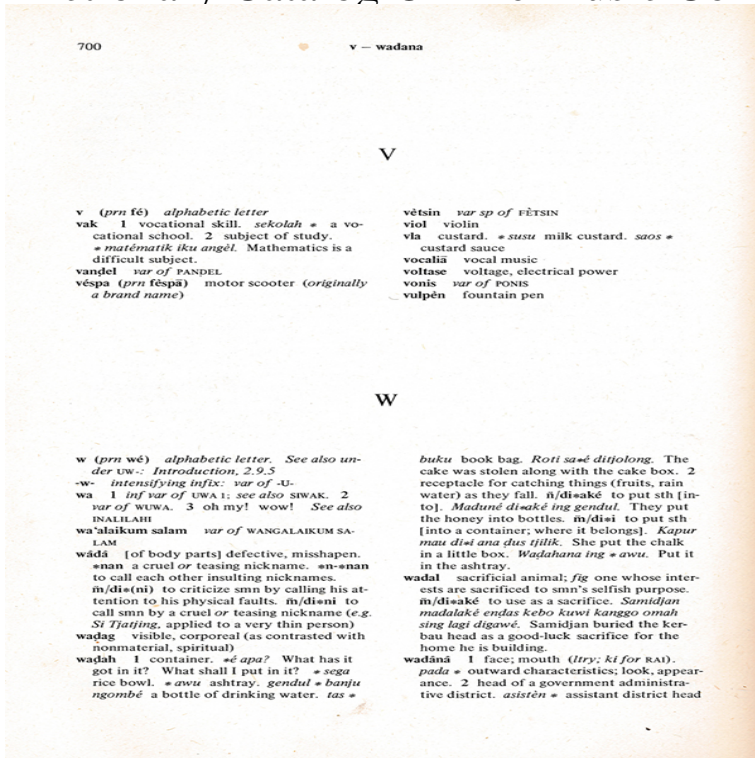 700
v — wadana
V
v (prn fé) alphabetic letter
vak 1 vocational skill. sekolah * a vo-
cational school. 2 subject of study.
* matématik iku angèl. Mathematics is a
difficult subject.
vanḍel var of PANḌEL
véspa (prn fèspå) motor scooter (originally
a brand name)
vètsin var sp of FÈTSIN
viol violin
vla custard. * susu milk custard. saos *
custard sauce
vocaliã vocal music
voltase voltage, electrical power
vonis var of PONIS
vulpèn fountain pen
W
w (prn wé) alphabetic letter. See also un-
der UW-: Introduction, 2.9.5
-w- intensifying infix: var of -U-
wa 1 inf var of UWA 1; see also SIWAK. 2
var of WUWA. 3 oh my! wow! See also
INALILAHI
wa'alaikum salam var of WANGALAIKUM SA-
LAM
wådå [of body parts] defective, misshapen.
*nan a cruel or teasing nickname. *n-*nan
to call each other insulting nicknames.
m̃/di*(ni) to criticize smn by calling his at-
tention to his physical faults. m̃/di*ni to
call smn by a cruel or teasing nickname (e.g.
Si Tjatjing, applied to a very thin person)
waḍag visible, corporeal (as contrasted with
nonmaterial, spiritual)
waḍah 1 container. *é apa? What has it
got in it? What shall I put in it? * sega
rice bowl. * awu ashtray. gendul * banju
ngombé a bottle of drinking water. tas *
buku book bag. Roti sa*é ditjolong. The
cake was stolen along with the cake box. 2
receptacle for catching things (fruits, rain
water) as they fall. m̃/di*aké to put sth [in-
to]. Maduné di*aké ing gendul. They put
the honey into bottles. m̃/di*i to put sth
[into a container; where it belongs]. Kapur
mau di*i ana ḍus tjilik. She put the chalk
in a little box. Waḍahana ing * awu. Put it
in the ashtray.
wadal sacrificial animal; fig one whose inter-
ests are sacrificed to smn's selfish purpose.
m̃/di*aké to use as a sacrifice. Samidjan
madalaké enḍas kebo kuwi kanggo omah
sing lagi digawé. Samidjan buried the ker-
bau head as a good-luck sacrifice for the
home he is building.
wadånå 1 face; mouth (ltry; ki for RAI).
pada * outward characteristics; look, appear-
ance. 2 head of a government administra-
tive district. asistèn * assistant district head